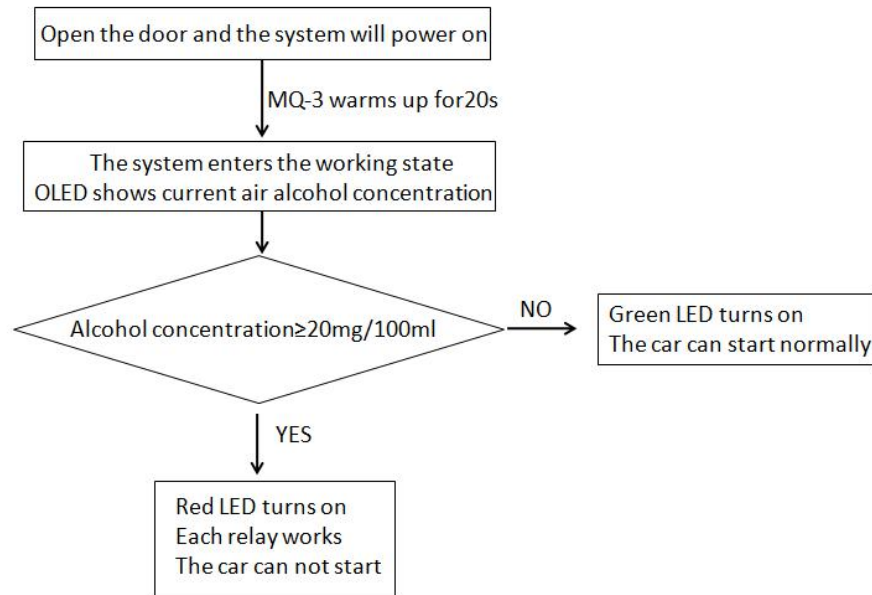 Open the door and the system will power on
MQ-3 warms up for20s
The system enters the working state
OLED shows current air alcohol concentration
Alcohol concentration≥20mg/100ml
NO
Green LED turns on
The car can start normally
YES
Red LED turns on
Each relay works
The car can not start